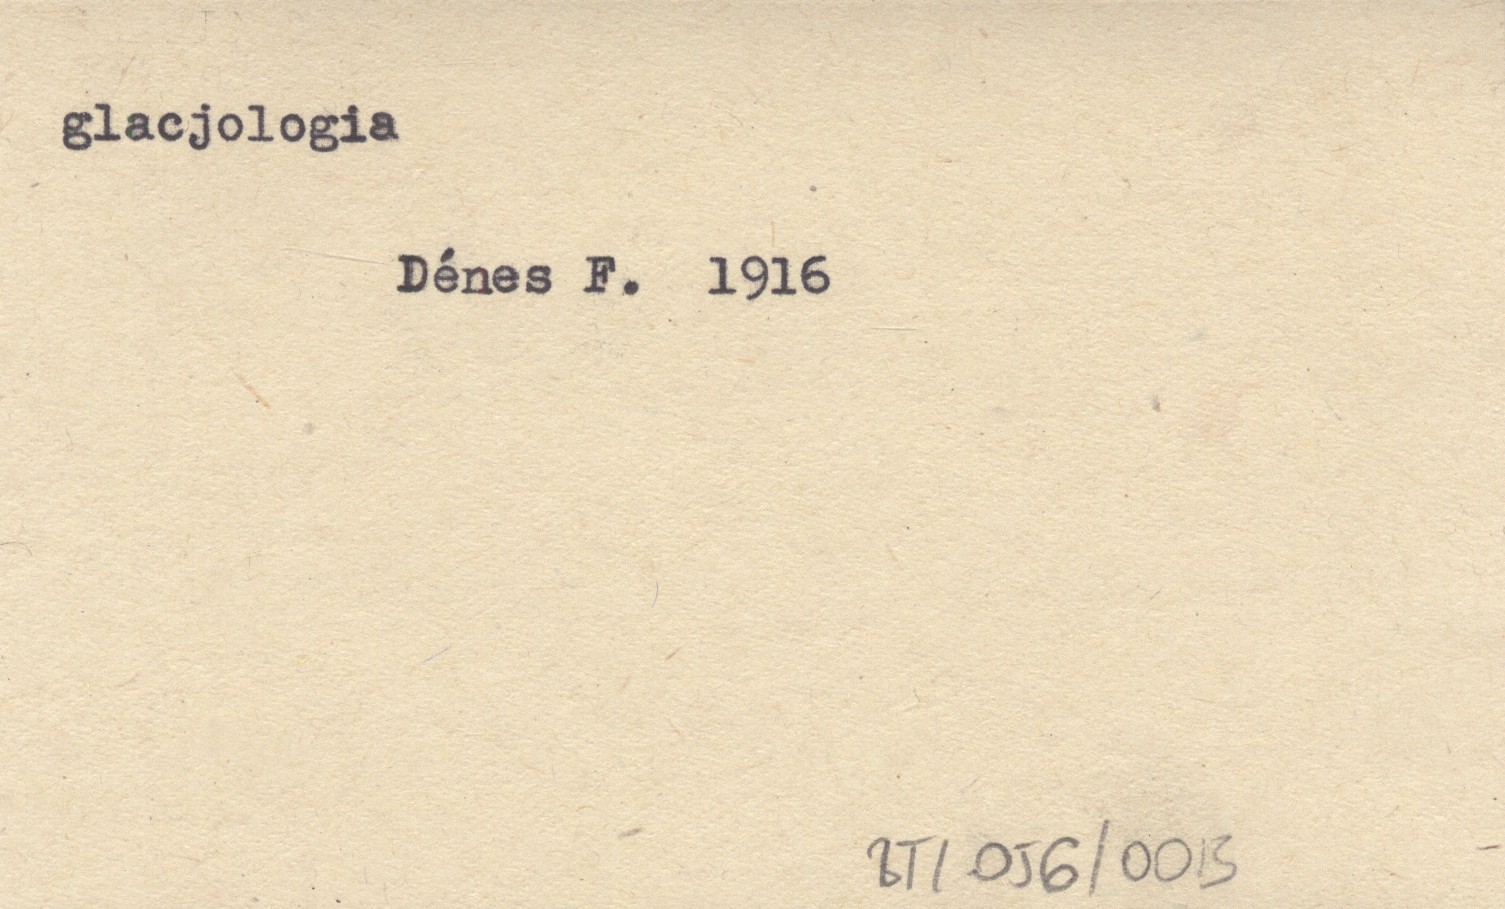 glacjologia
Dénes F. 1916
BT/ 056/0013